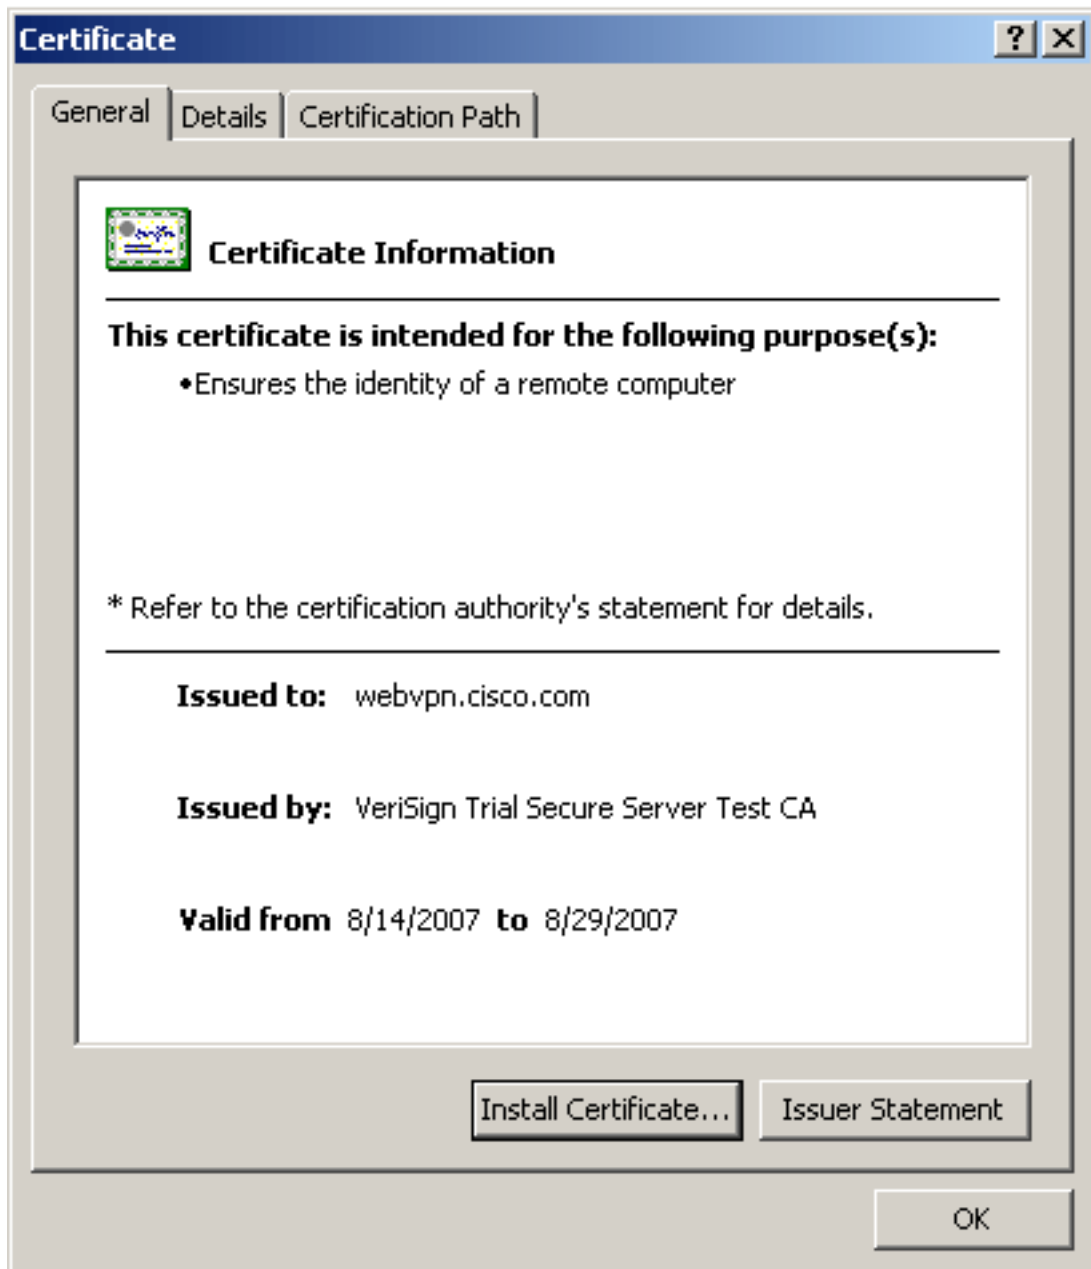 Certificate
General Details Certification Path
Certificate Information
This certificate is intended for the following purpose(s):
•Ensures the identity of a remote computer
* Refer to the certification authority's statement for details.
Issued to: webvpn.cisco.com
Issued by: VeriSign Trial Secure Server Test CA
Valid from 8/14/2007 to 8/29/2007
Install Certificate... Issuer Statement
OK